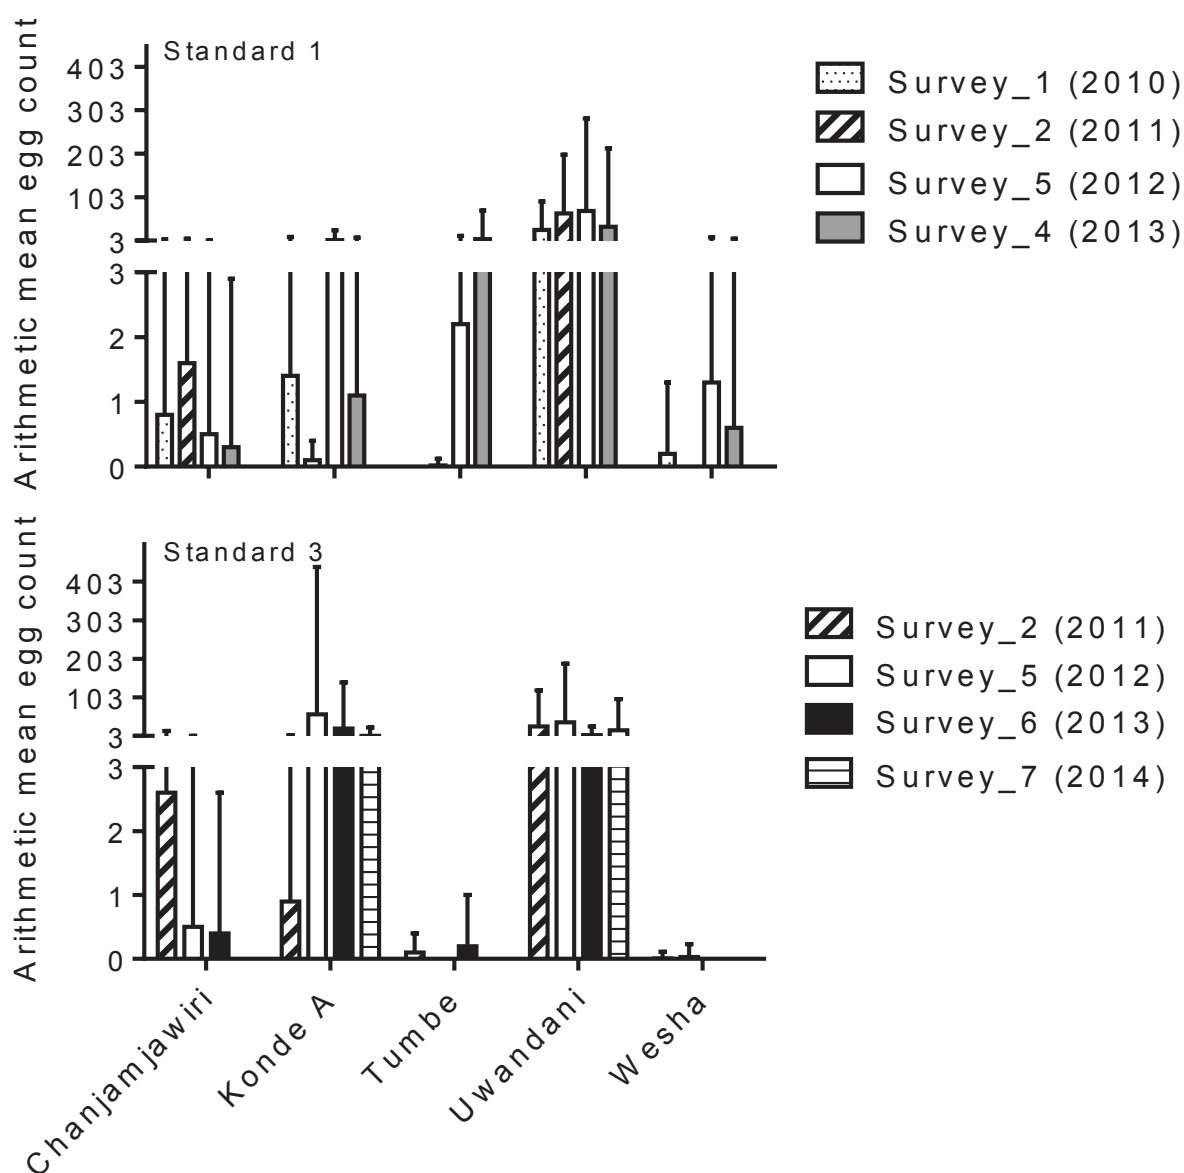 Standard 1
Arithmetic mean egg count
403
303
203
103
3
3
2
1
0
Survey_1 (2010)
Survey_2 (2011)
Survey_5 (2012)
Survey_4 (2013)
Standard 3
Arithmetic mean egg count
403
303
203
103
3
3
2
1
0
Survey_2 (2011)
Survey_5 (2012)
Survey_6 (2013)
Survey_7 (2014)
Chanjamjawiri
Konde A
Tumbe
Uwandani
Wesha